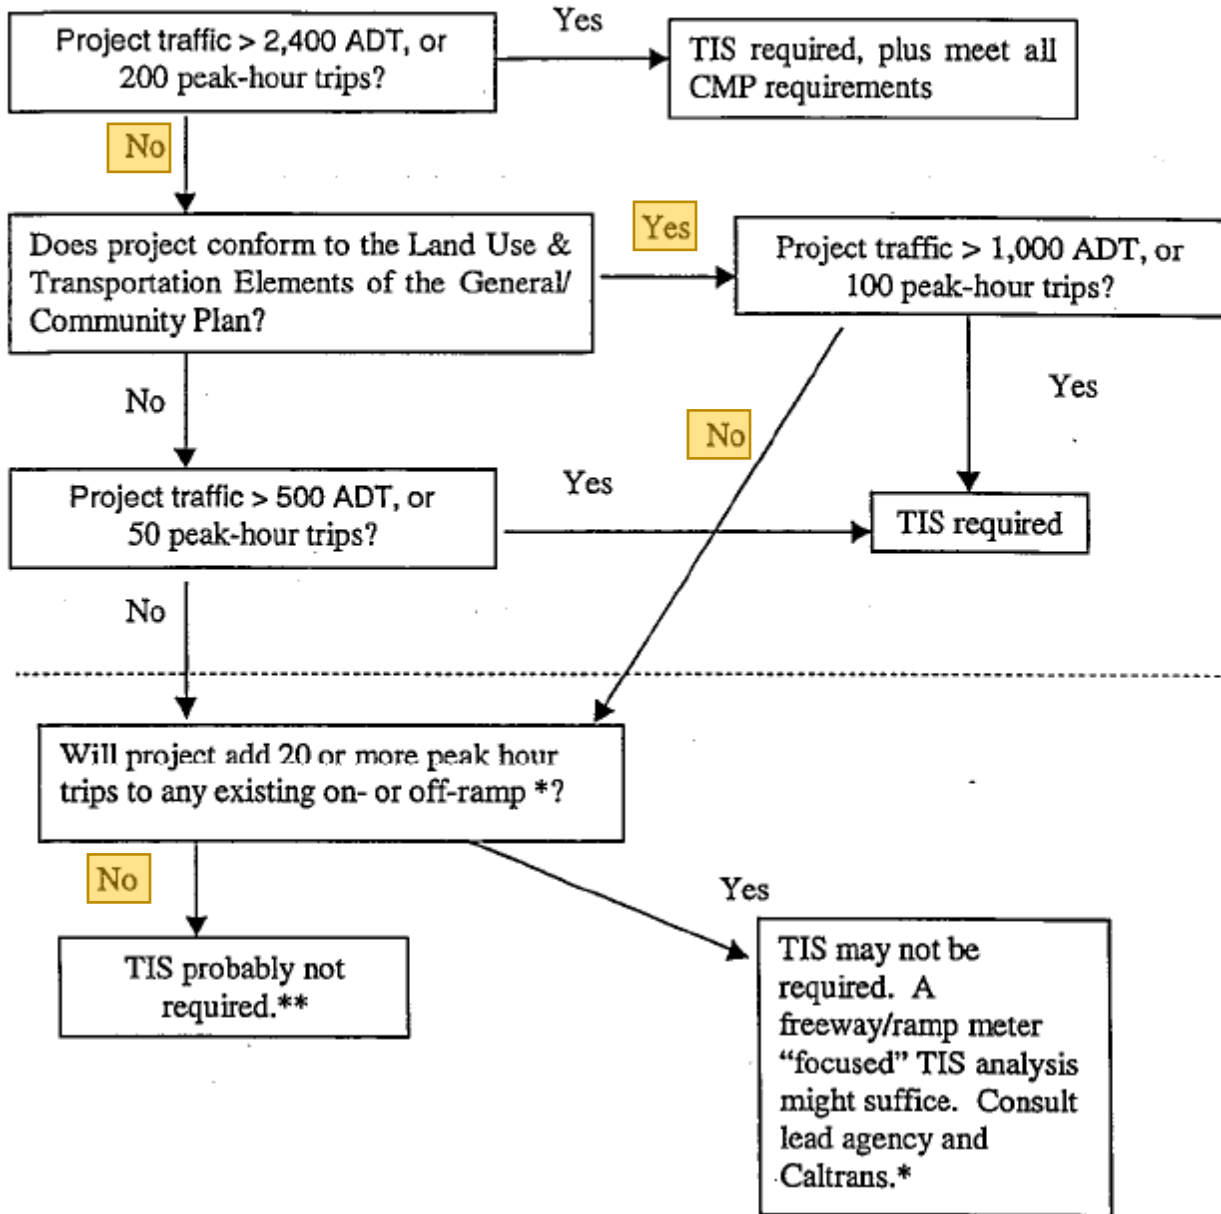 Project traffic > 2,400 ADT, or
200 peak-hour trips?
Yes
TIS required, plus meet all
CMP requirements
No
Does project conform to the Land Use &
Transportation Elements of the General/
Community Plan?
Yes
Project traffic > 1,000 ADT, or
100 peak-hour trips?
No
No
Yes
Project traffic > 500 ADT, or
50 peak-hour trips?
Yes
TIS required
No
Will project add 20 or more peak hour
trips to any existing on- or off-ramp *?
No
Yes
TIS probably not
required.**
TIS may not be
required. A
freeway/ramp meter
“focused” TIS analysis
might suffice. Consult
lead agency and
Caltrans.*